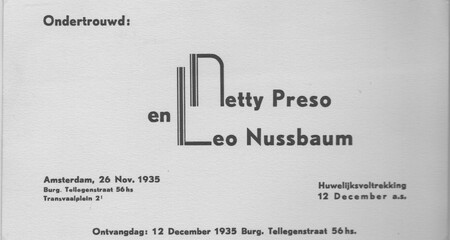 Ondertrouwd:
Netty Preso
en
Leo Nussbaum
Amsterdam, 26 Nov. 1935
Burg. Tellegenstraat 56hs
Transvaalplein 2¹
Huwelijksvoltrekking
12 December a.s.
Ontvangdag: 12 December 1935 Burg. Tellegenstraat 56hs.